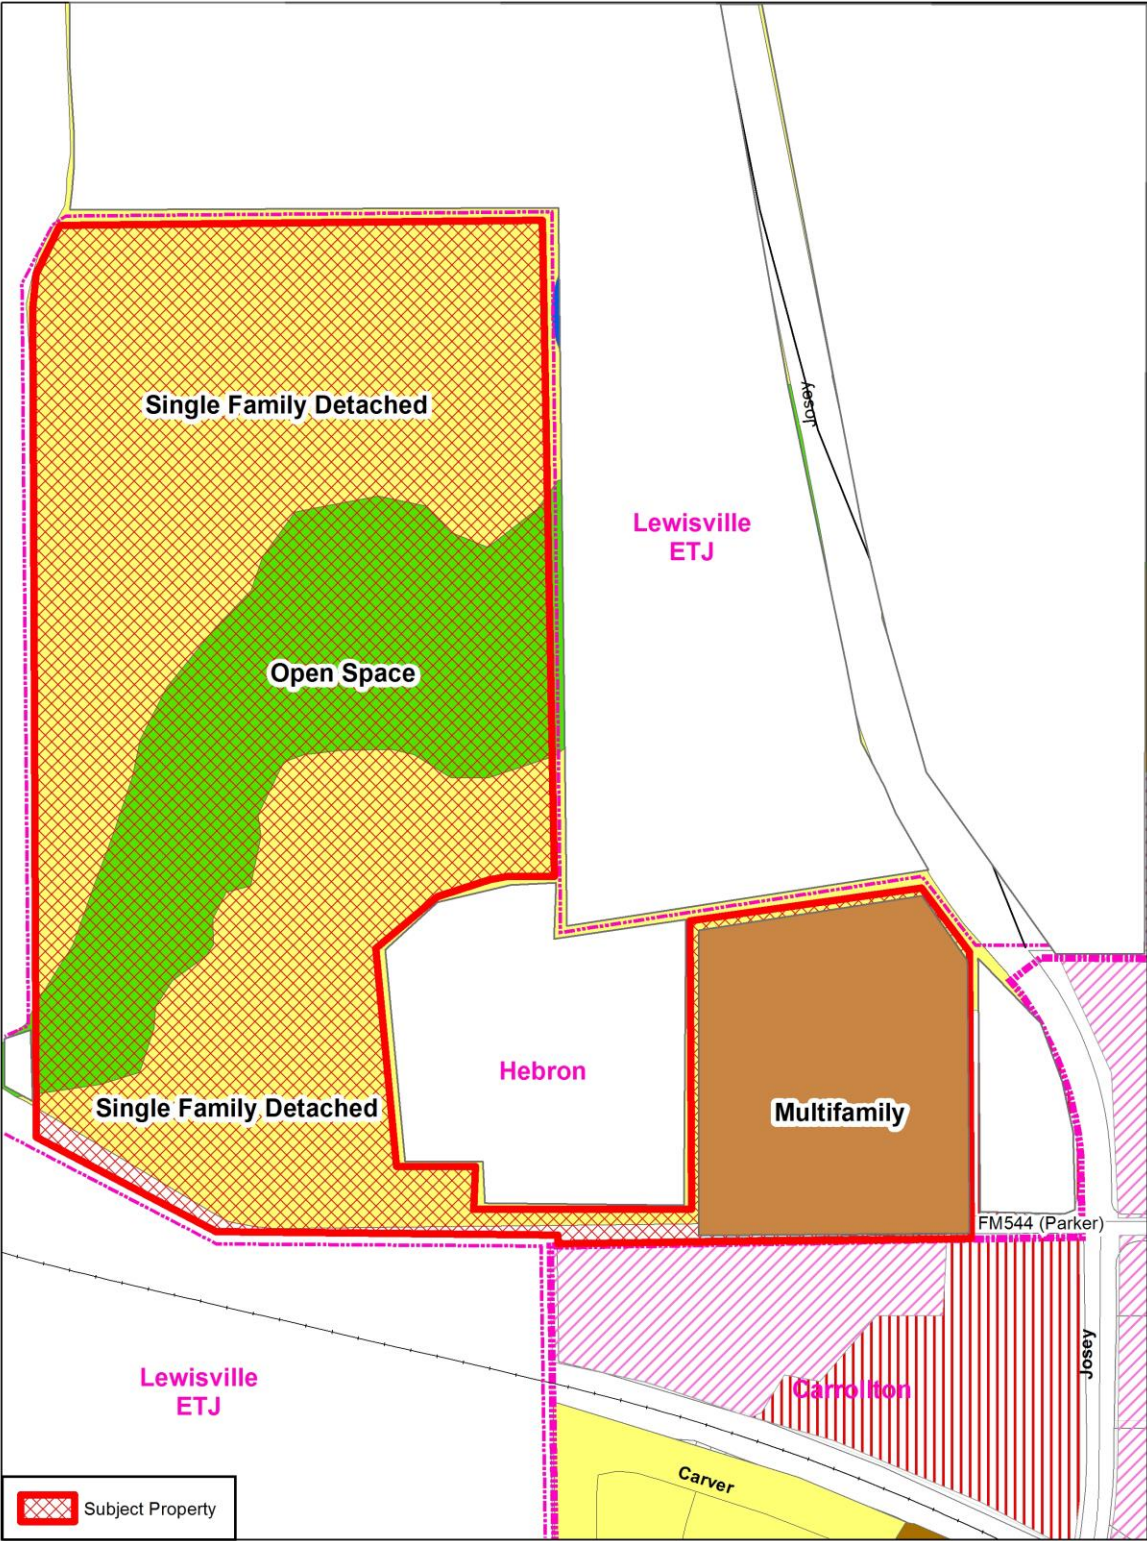 Single Family Detached
Josey
Lewisville
ETJ
Open Space
Hebron
Single Family Detached
Multifamily
FM544 (Parker)
Josey
Lewisville
ETJ
Carrollton
Carver
Subject Property